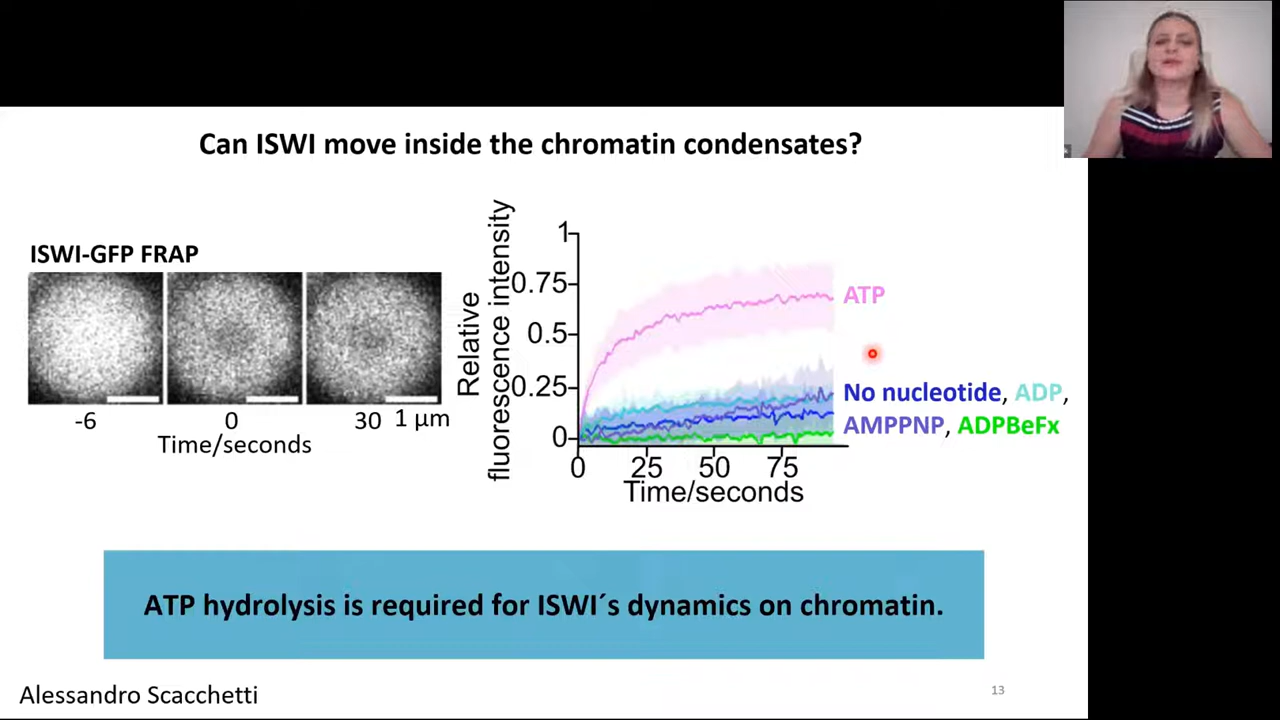 Can ISWI move inside the chromatin condensates?
ISWI-GFP FRAP
-6
0
30
1 µm
Time/seconds
Relative
fluorescence intensity
1
0.75
0.5
0.25
0
0
25
50
75
Time/seconds
ATP
No nucleotide, ADP,
AMPPNP, ADPBeFx
ATP hydrolysis is required for ISWI´s dynamics on chromatin.
Alessandro Scacchetti
13